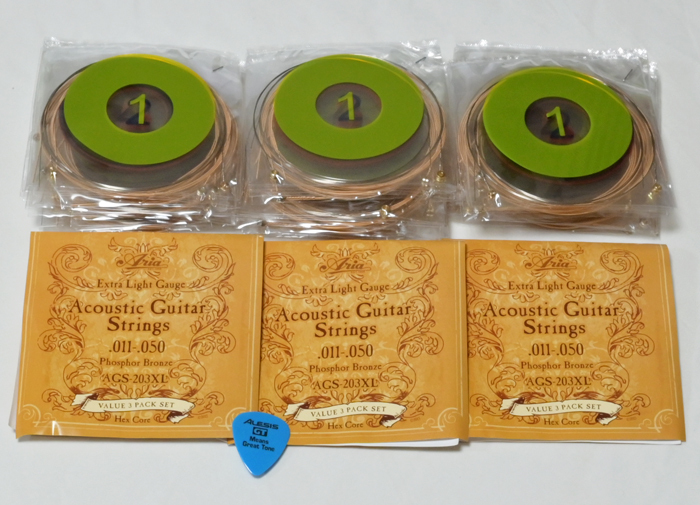 1
1
1
Aria
Extra Light Gauge
Acoustic Guitar
Strings
.011-.050
Phosphor Bronze
AGS-203XL
VALUE 3 PACK SET
Hex Core
Aria
Extra Light Gauge
Acoustic Guitar
Strings
.011-.050
Phosphor Bronze
AGS-203XL
VALUE 3 PACK SET
Hex Core
Aria
Extra Light Gauge
Acoustic Guitar
Strings
.011-.050
Phosphor Bronze
AGS-203XL
VALUE 3 PACK SET
Hex Core
ALESIS
GT
Means
Great Tone